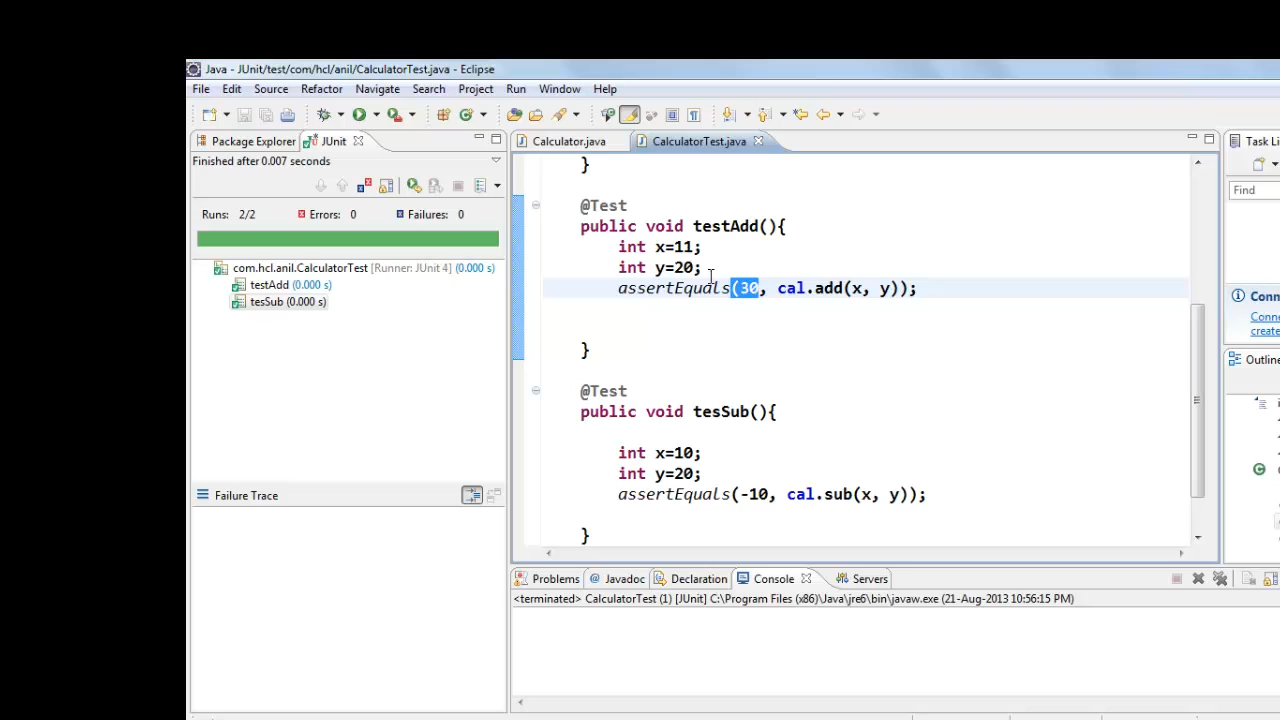 Java - JUnit/test/com/hcl/anil/CalculatorTest.java - Eclipse
File Edit Source Refactor Navigate Search Project Run Window Help
Package Explorer JUnit
Calculator.java CalculatorTest.java
Task Li
Finished after 0.007 seconds
Runs: 2/2 Errors: 0 Failures: 0
Find
com.hcl.anil.CalculatorTest [Runner: JUnit 4] (0.000 s)
testAdd (0.000 s)
tesSub (0.000 s)
}
@Test
public void testAdd(){
int x=11;
int y=20;
assertEquals(30, cal.add(x, y));
}
@Test
public void tesSub(){
int x=10;
int y=20;
assertEquals(-10, cal.sub(x, y));
}
Conn
Conne
create
Outline
Failure Trace
Problems @ Javadoc Declaration Console Servers
<terminated> CalculatorTest (1) [JUnit] C:\Program Files (x86)\Java\jre6\bin\javaw.exe (21-Aug-2013 10:56:15 PM)